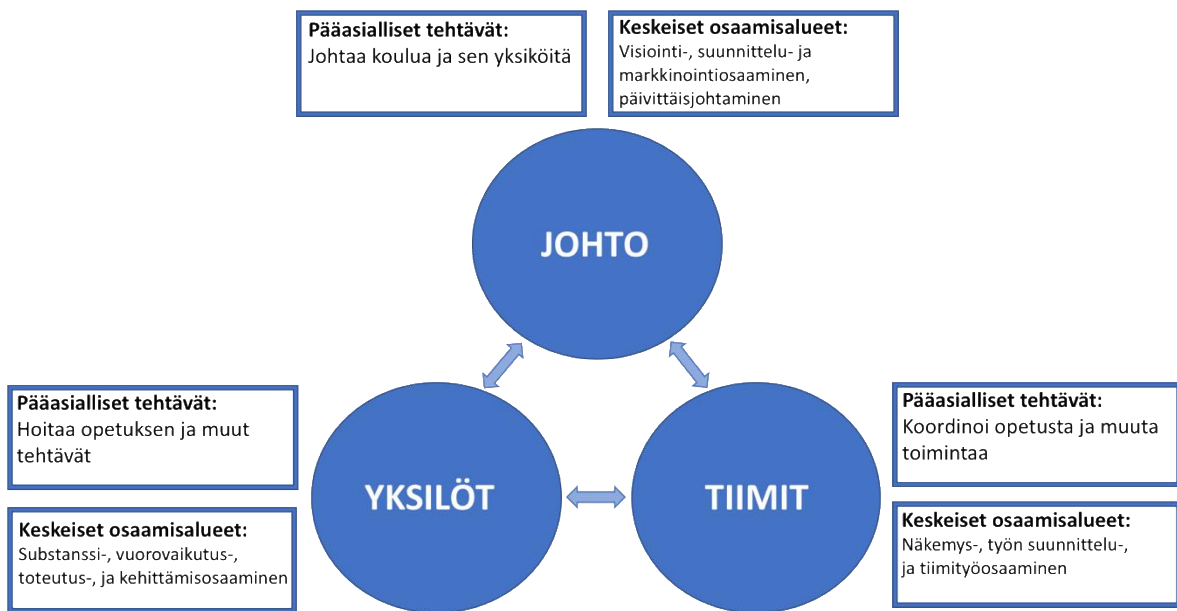 Pääasialliset tehtävät:
Johtaa koulua ja sen yksiköitä
Keskeiset osaamisalueet:
Visiointi-, suunnittelu- ja
markkinointiosaaminen,
päivittäisjohtaminen
JOHTO
Pääasialliset tehtävät:
Hoitaa opetuksen ja muut
tehtävät
Keskeiset osaamisalueet:
Substanssi-, vuorovaikutus-,
toteutus-, ja kehittämisosaaminen
YKSILÖT
TIIMIT
Pääasialliset tehtävät:
Koordinoi opetusta ja muuta
toimintaa
Keskeiset osaamisalueet:
Näkemys-, työn suunnittelu-,
ja tiimityöosaaminen